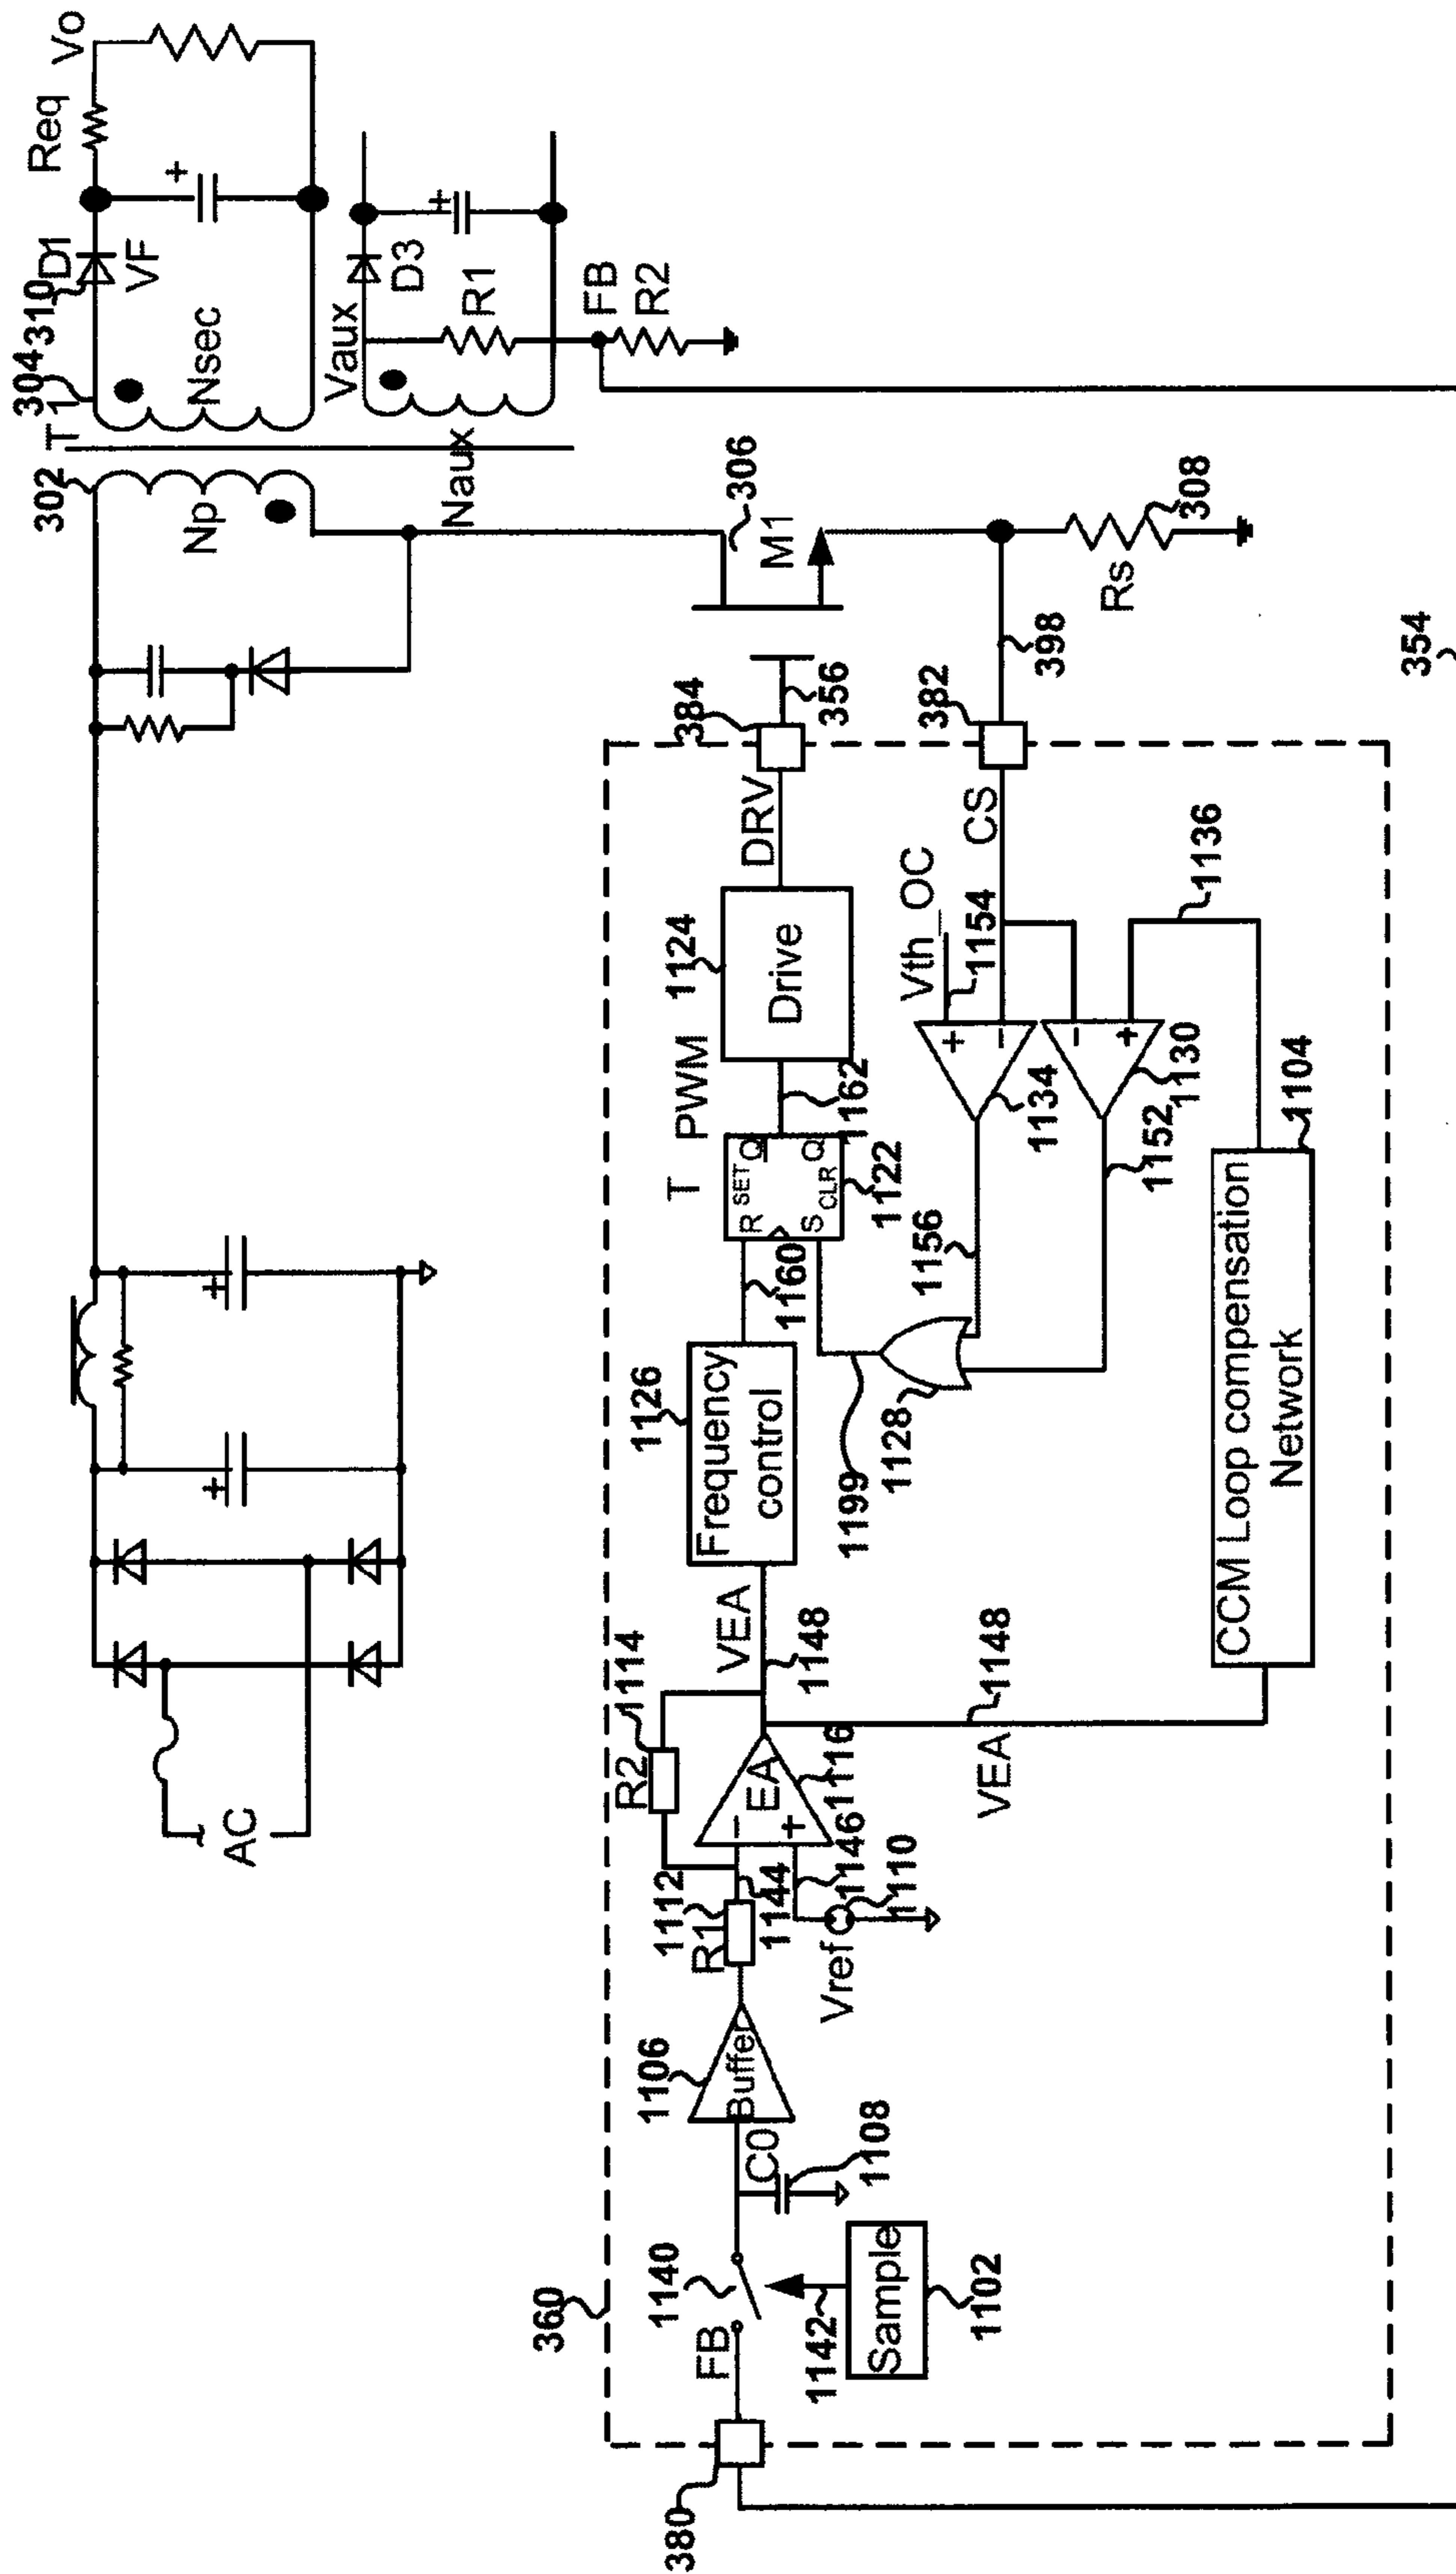 AC
302
Np
T1
304
310
D1
VF
Nsec
Req
Vo
Vaux
Naux
D3
R1
FB
R2
306
M1
308
Rs
398
354
356
384
382
360
380
FB
1140
1142
Sample
1102
C0
1108
1106
Buffer
R1
1112
1144
Vref
1110
1146
EA
1116
R2
1114
VEA
1148
VEA
1148
Frequency
control
1126
1160
1199
1128
T
R
SET
Q
S
CLR
Q
1122
PWM
1162
Drive
1124
DRV
CS
Vth_OC
1154
1134
1156
1130
1152
1136
CCM Loop compensation
Network
1104